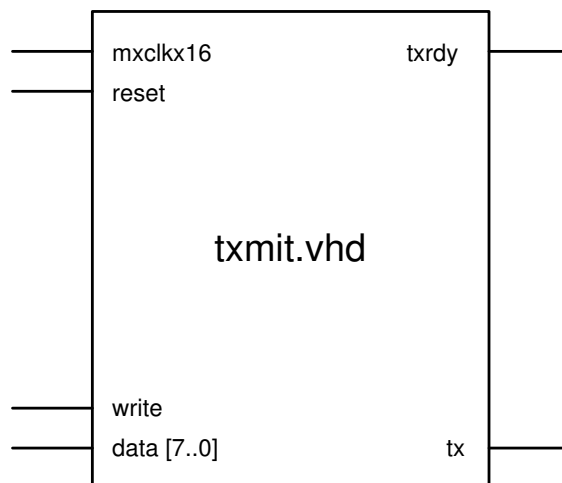 mxclkx16 txrdy
reset
txmit.vhd
write
data [7..0] tx